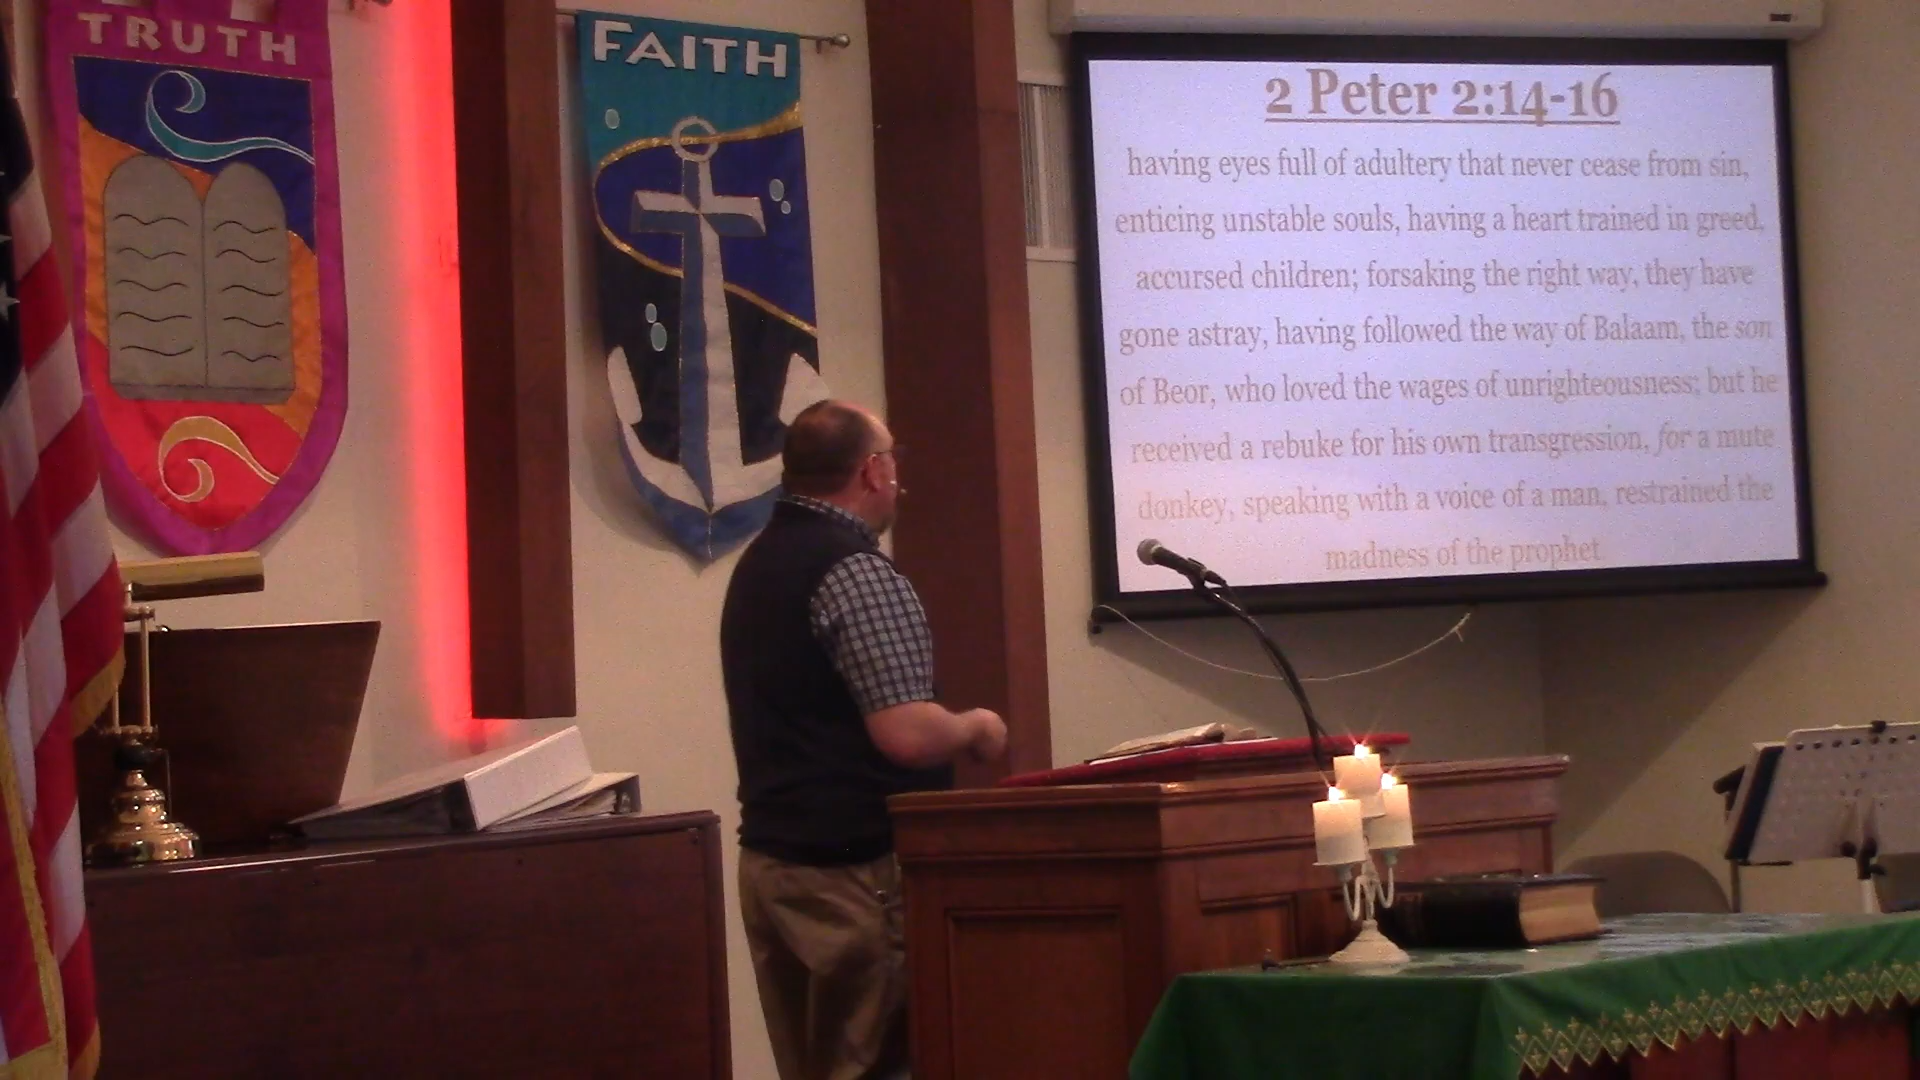 TRUTH
FAITH
2 Peter 2:14-16
having eyes full of adultery that never cease from sin,
enticing unstable souls, having a heart trained in greed,
accursed children; forsaking the right way, they have
gone astray, having followed the way of Balaam, the son
of Beor, who loved the wages of unrighteousness; but he
received a rebuke for his own transgression, for a mute
donkey, speaking with a voice of a man, restrained the
madness of the prophet